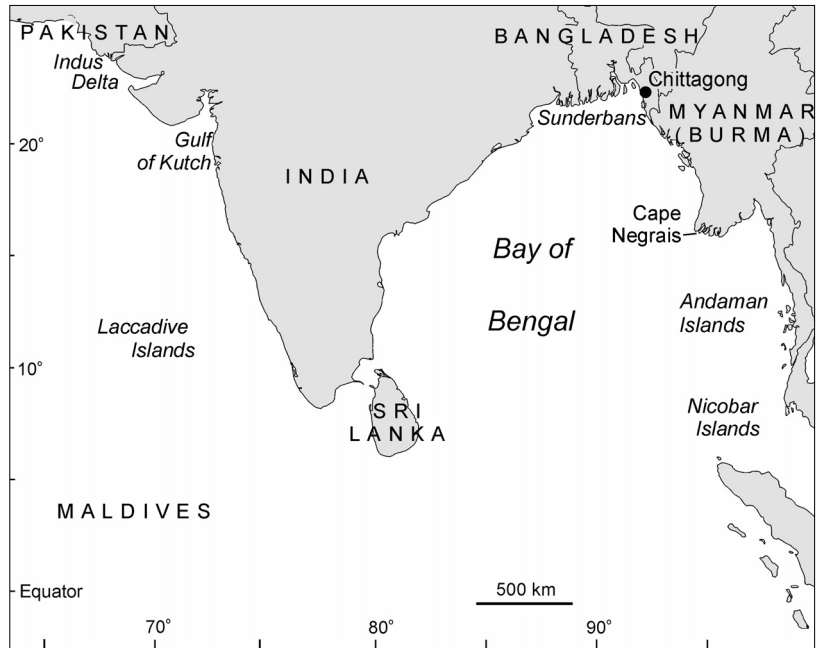 PAKISTAN
BANGLADESH
Indus
Delta
Chittagong
MYANMAR
(BURMA)
Sunderbans
20°
Gulf
of Kutch
INDIA
Cape
Negrais
Bay of
Bengal
Andaman
Islands
Laccadive
Islands
10°
SRI
LANKA
Nicobar
Islands
MALDIVES
500 km
Equator
70°
80°
90°